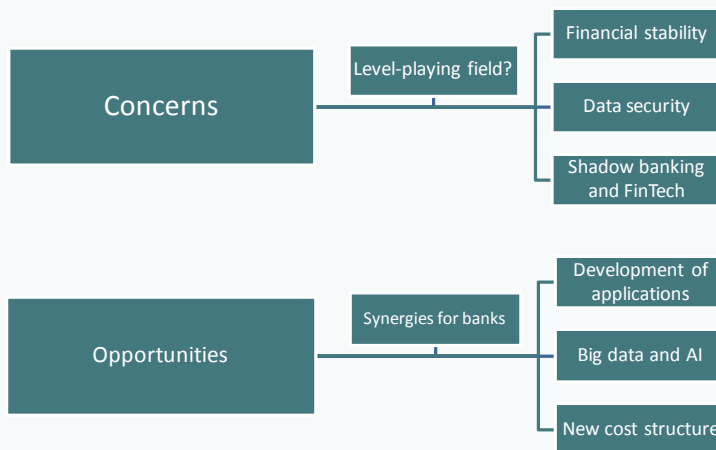 Concerns
Level-playing field?
Financial stability
Data security
Shadow banking
and FinTech
Opportunities
Synergies for banks
Development of
applications
Big data and AI
New cost structure